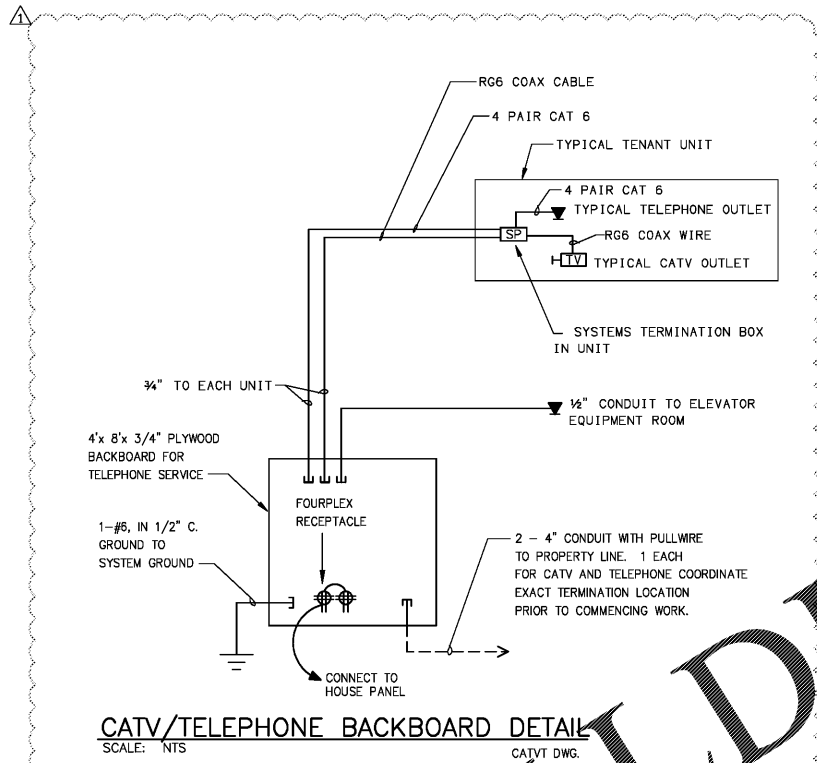 1
RG6 COAX CABLE
4 PAIR CAT 6
TYPICAL TENANT UNIT
4 PAIR CAT 6
TYPICAL TELEPHONE OUTLET
SP
RG6 COAX WIRE
TV
TYPICAL CATV OUTLET
SYSTEMS TERMINATION BOX
IN UNIT
¾" TO EACH UNIT
½" CONDUIT TO ELEVATOR
EQUIPMENT ROOM
4'x 8'x 3/4" PLYWOOD
BACKBOARD FOR
TELEPHONE SERVICE
FOURPLEX
RECEPTACLE
1-#6, IN 1/2" C.
GROUND TO
SYSTEM GROUND
2 - 4" CONDUIT WITH PULLWIRE
TO PROPERTY LINE. 1 EACH
FOR CATV AND TELEPHONE COORDINATE
EXACT TERMINATION LOCATION
PRIOR TO COMMENCING WORK.
CONNECT TO
HOUSE PANEL
CATV/TELEPHONE BACKBOARD DETAIL
SCALE: NTS
CATVT DWG.
LD